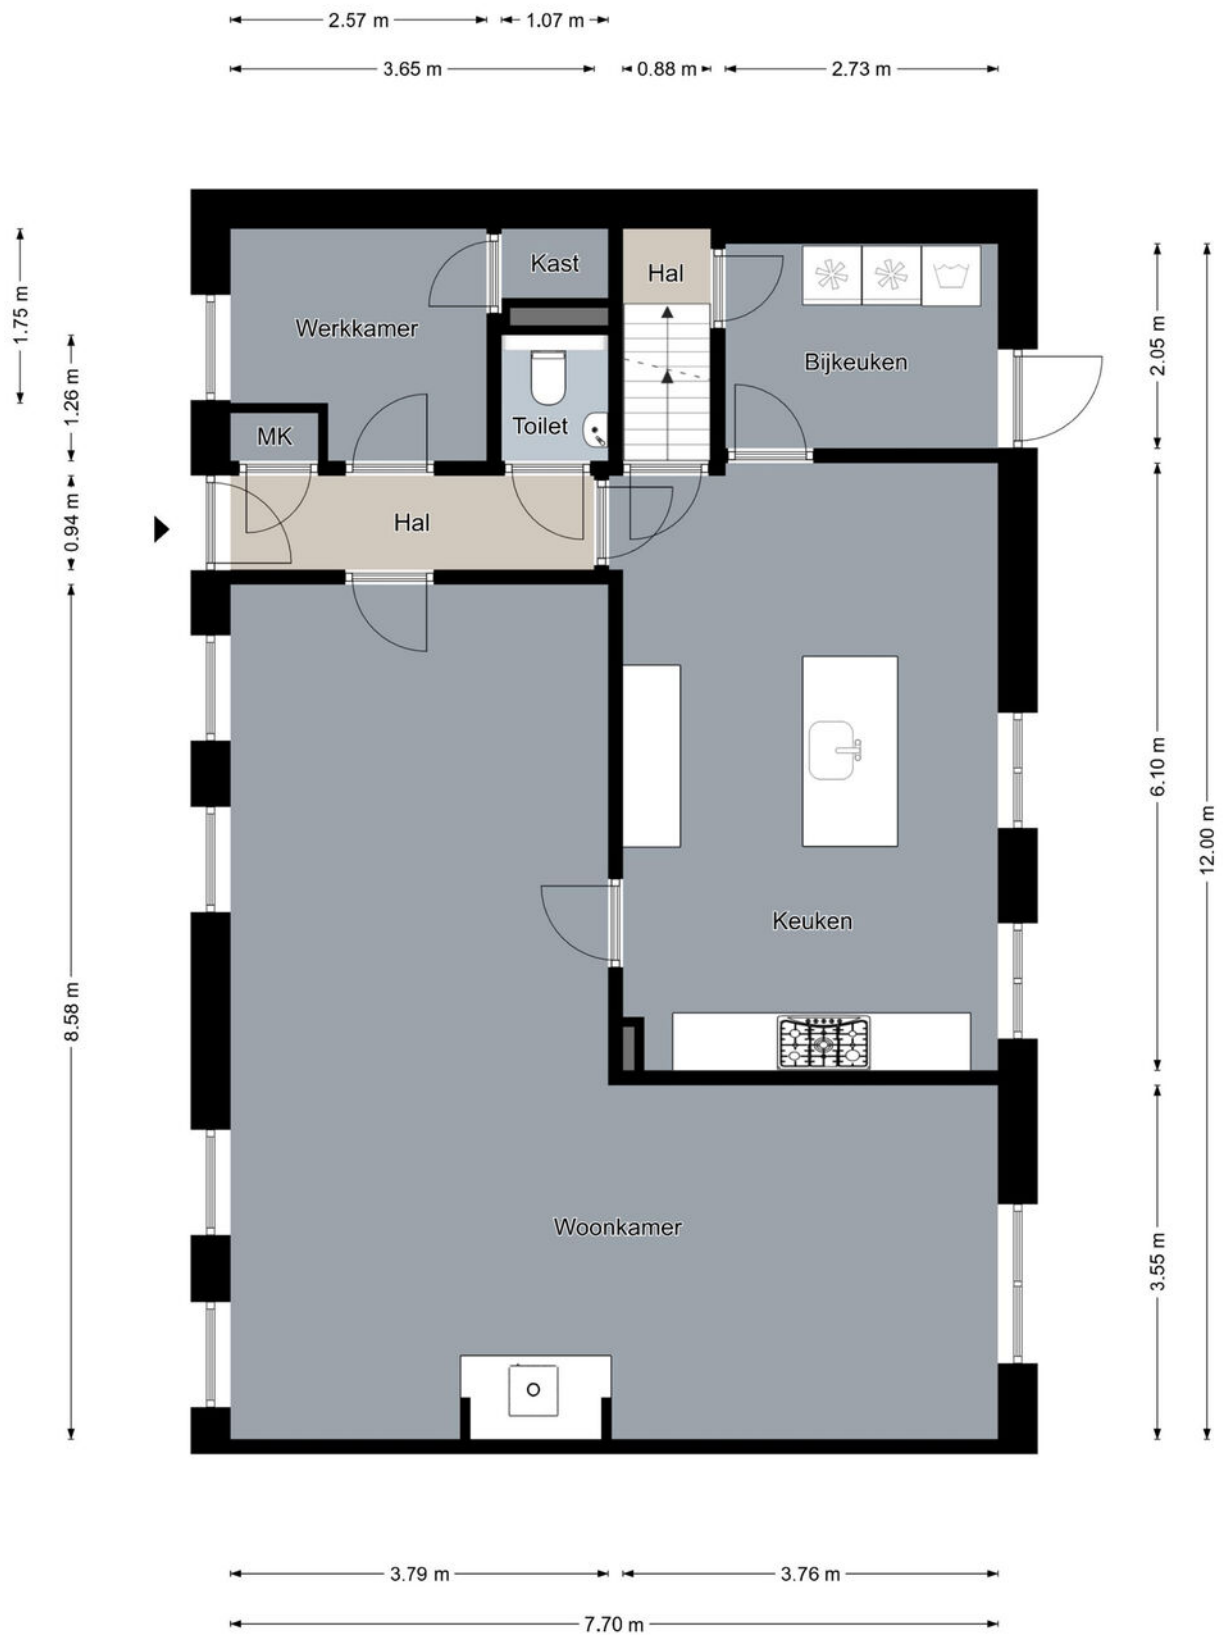 2.57 m
1.07 m
3.65 m
0.88 m
2.73 m
Kast
Hal
Werkkamer
Bijkeuken
Toilet
MK
Hal
1.75 m
1.26 m
0.94 m
8.58 m
2.05 m
6.10 m
12.00 m
3.55 m
Keuken
Woonkamer
3.79 m
3.76 m
7.70 m